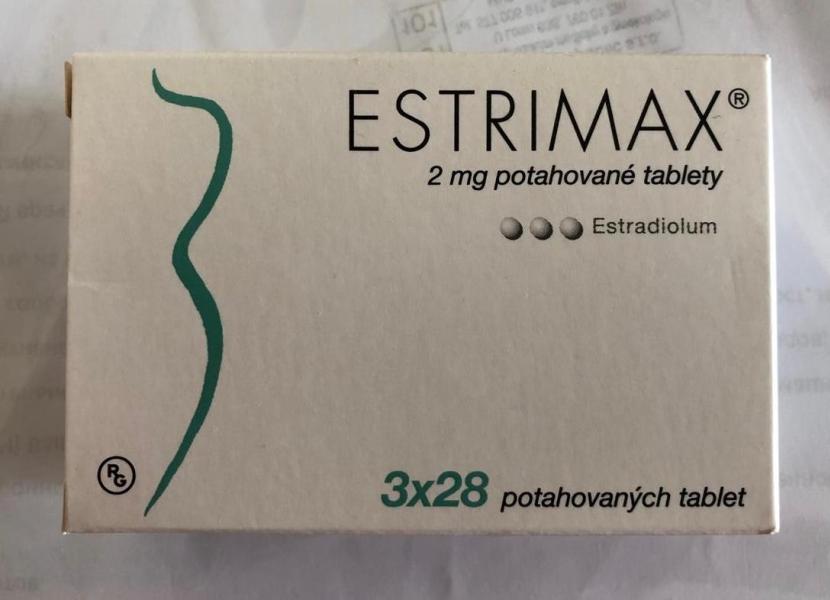 ESTRIMAX®
2 mg potahované tablety
Estradiolum
RG
3x28 potahovaných tablet